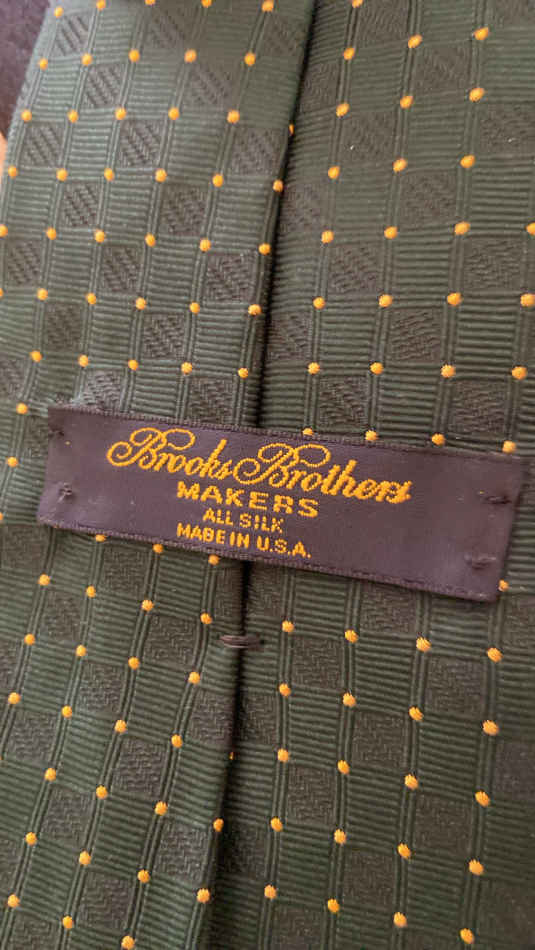 Brooks Brothers
MAKERS
ALL SILK
MADE IN U.S.A.